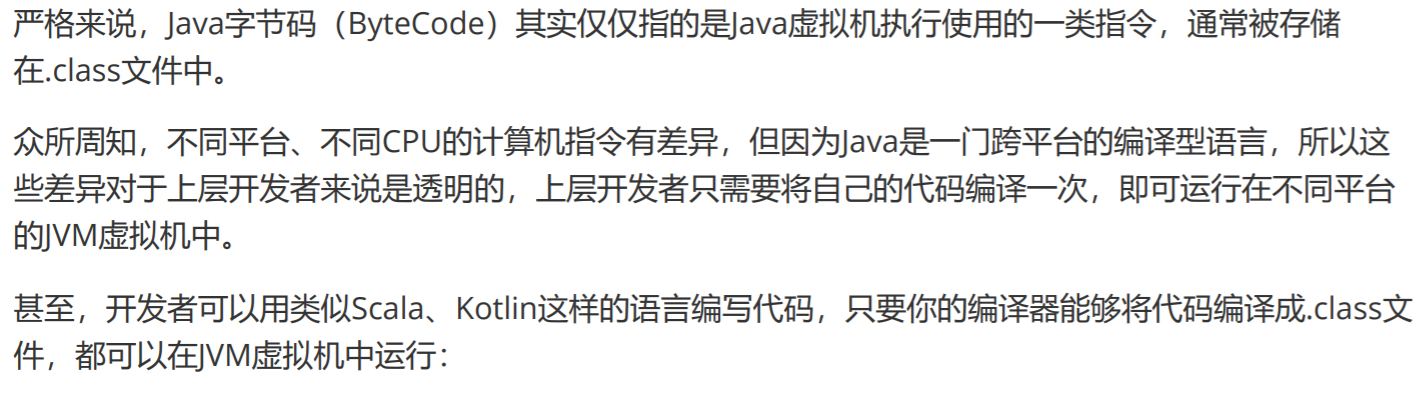 严格来说，Java字节码（ByteCode）其实仅仅指的是Java虚拟机执行使用的一类指令，通常被存储
在.class文件中。
众所周知，不同平台、不同CPU的计算机指令有差异，但因为Java是一门跨平台的编译型语言，所以这
些差异对于上层开发者来说是透明的，上层开发者只需要将自己的代码编译一次，即可运行在不同平台
的JVM虚拟机中。
甚至，开发者可以用类似Scala、Kotlin这样的语言编写代码，只要你的编译器能够将代码编译成.class文
件，都可以在JVM虚拟机中运行：